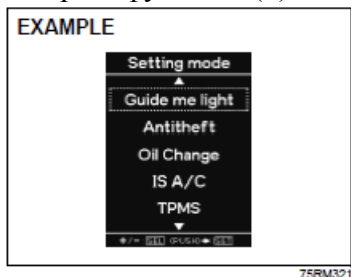 EXAMPLE
Setting mode
Guide me light
Antitheft
Oil Change
IS A/C
TPMS
75RM321